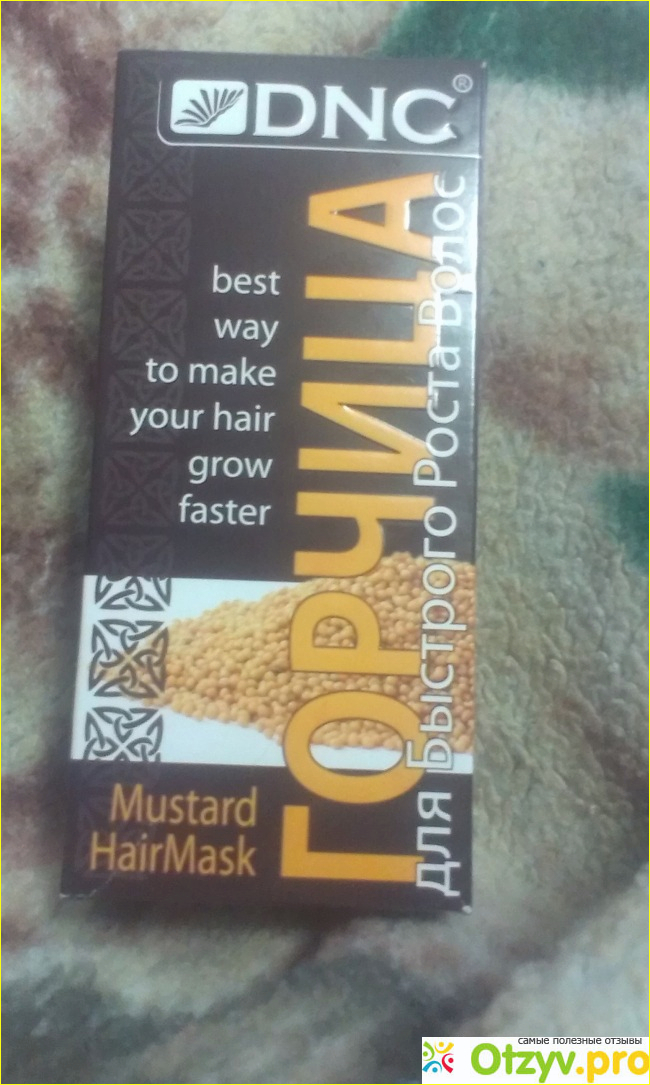 DNC®
best
way
to make
your hair
grow
faster
ГОРЧИЦА
для Быстрого Роста Волос
Mustard
HairMask
самые полезные отзывы
Otzyv.pro